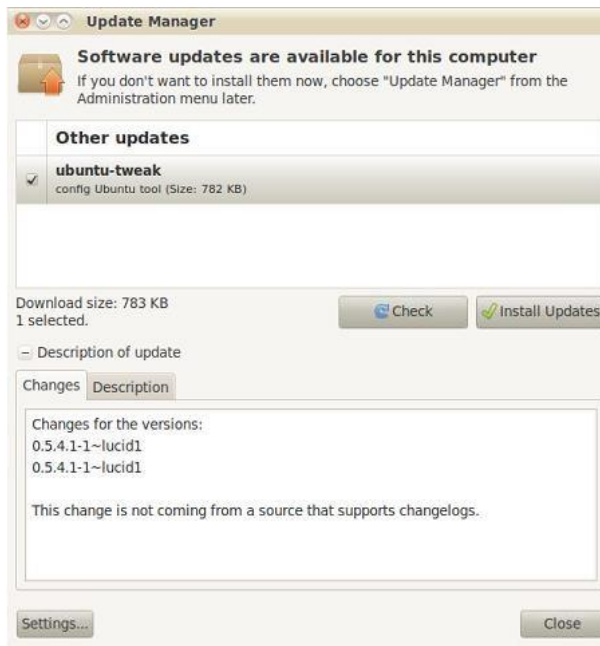 Update Manager
Software updates are available for this computer
If you don't want to install them now, choose "Update Manager" from the
Administration menu later.
Other updates
ubuntu-tweak
config Ubuntu tool (Size: 782 KB)
Download size: 783 KB
1 selected.
Check
Install Updates
Description of update
Changes
Description
Changes for the versions:
0.5.4.1-1~lucid1
0.5.4.1-1~lucid1
This change is not coming from a source that supports changelogs.
Settings...
Close